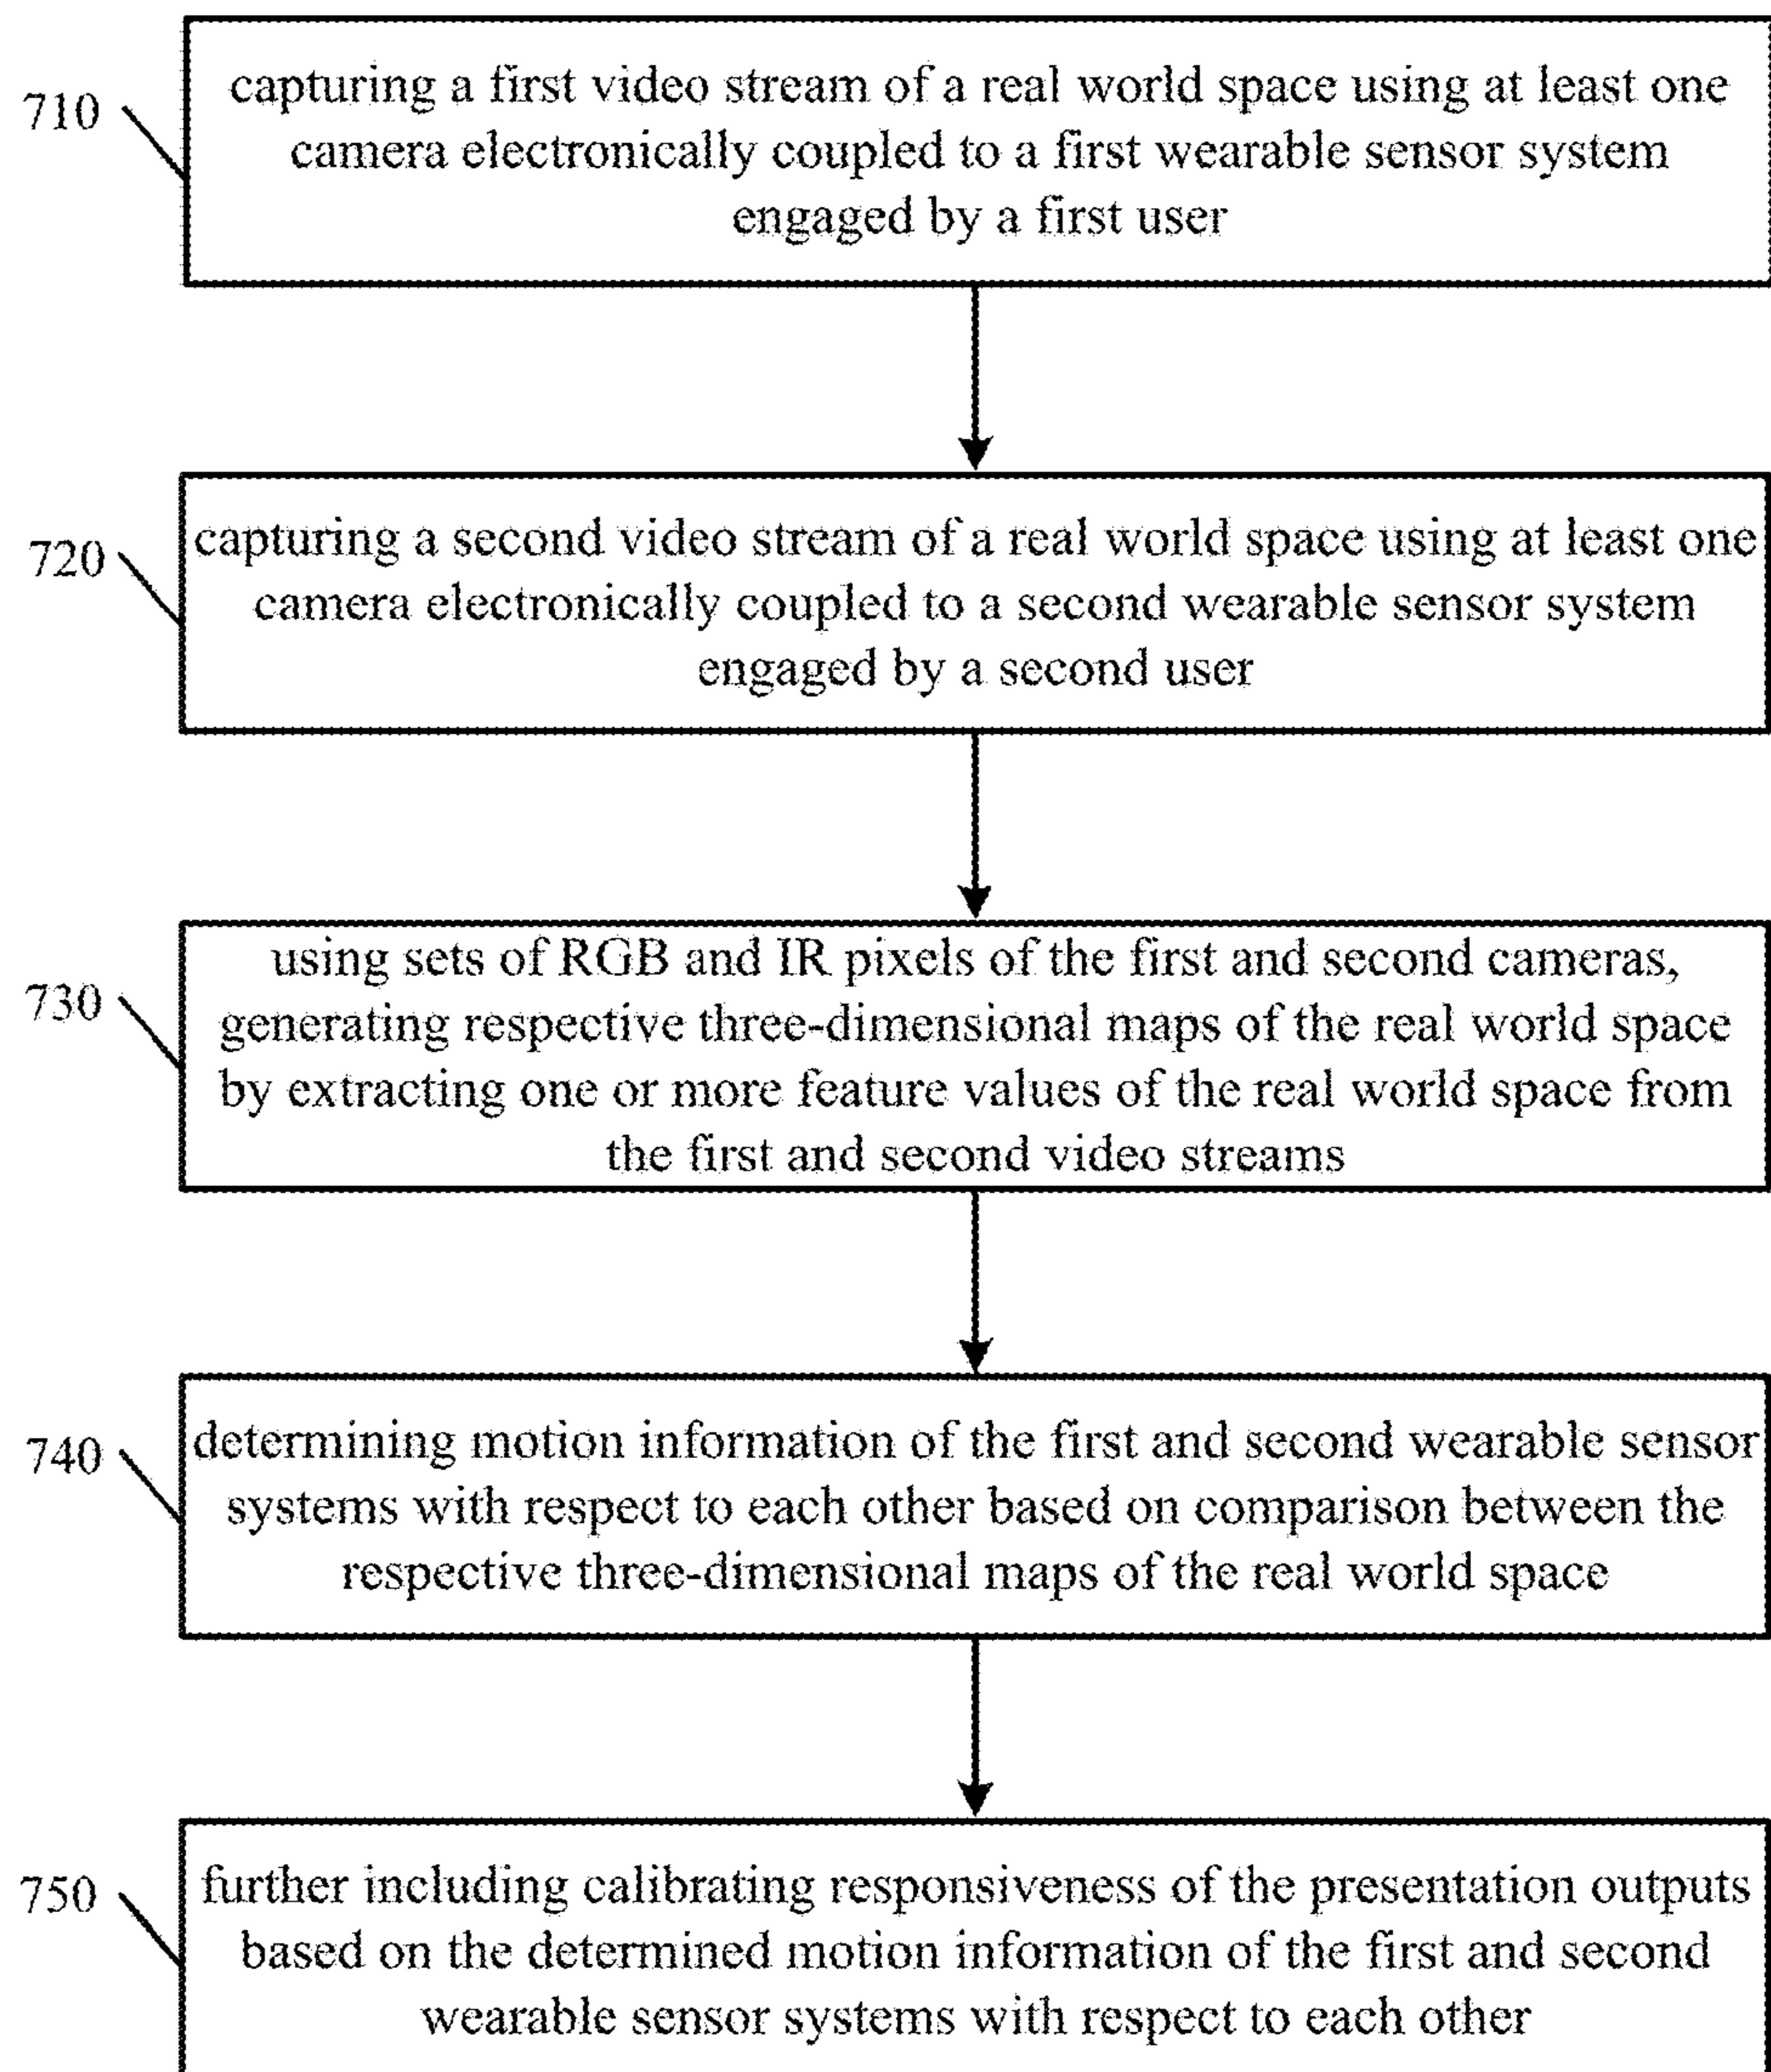 710
capturing a first video stream of a real world space using at least one
camera electronically coupled to a first wearable sensor system
engaged by a first user
720
capturing a second video stream of a real world space using at least one
camera electronically coupled to a second wearable sensor system
engaged by a second user
730
using sets of RGB and IR pixels of the first and second cameras,
generating respective three-dimensional maps of the real world space
by extracting one or more feature values of the real world space from
the first and second video streams
740
determining motion information of the first and second wearable sensor
systems with respect to each other based on comparison between the
respective three-dimensional maps of the real world space
750
further including calibrating responsiveness of the presentation outputs
based on the determined motion information of the first and second
wearable sensor systems with respect to each other